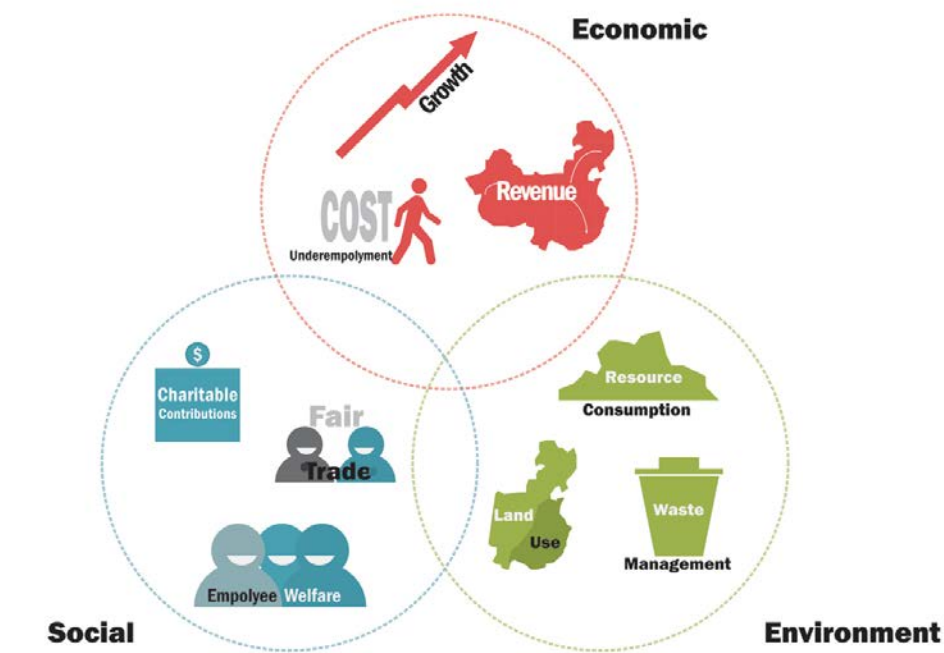 Economic
Growth
COST
Underempolyment
Revenue
$
Charitable
Contributions
Fair
Trade
Empolyee Welfare
Social
Resource
Consumption
Land
Use
Waste
Management
Environment